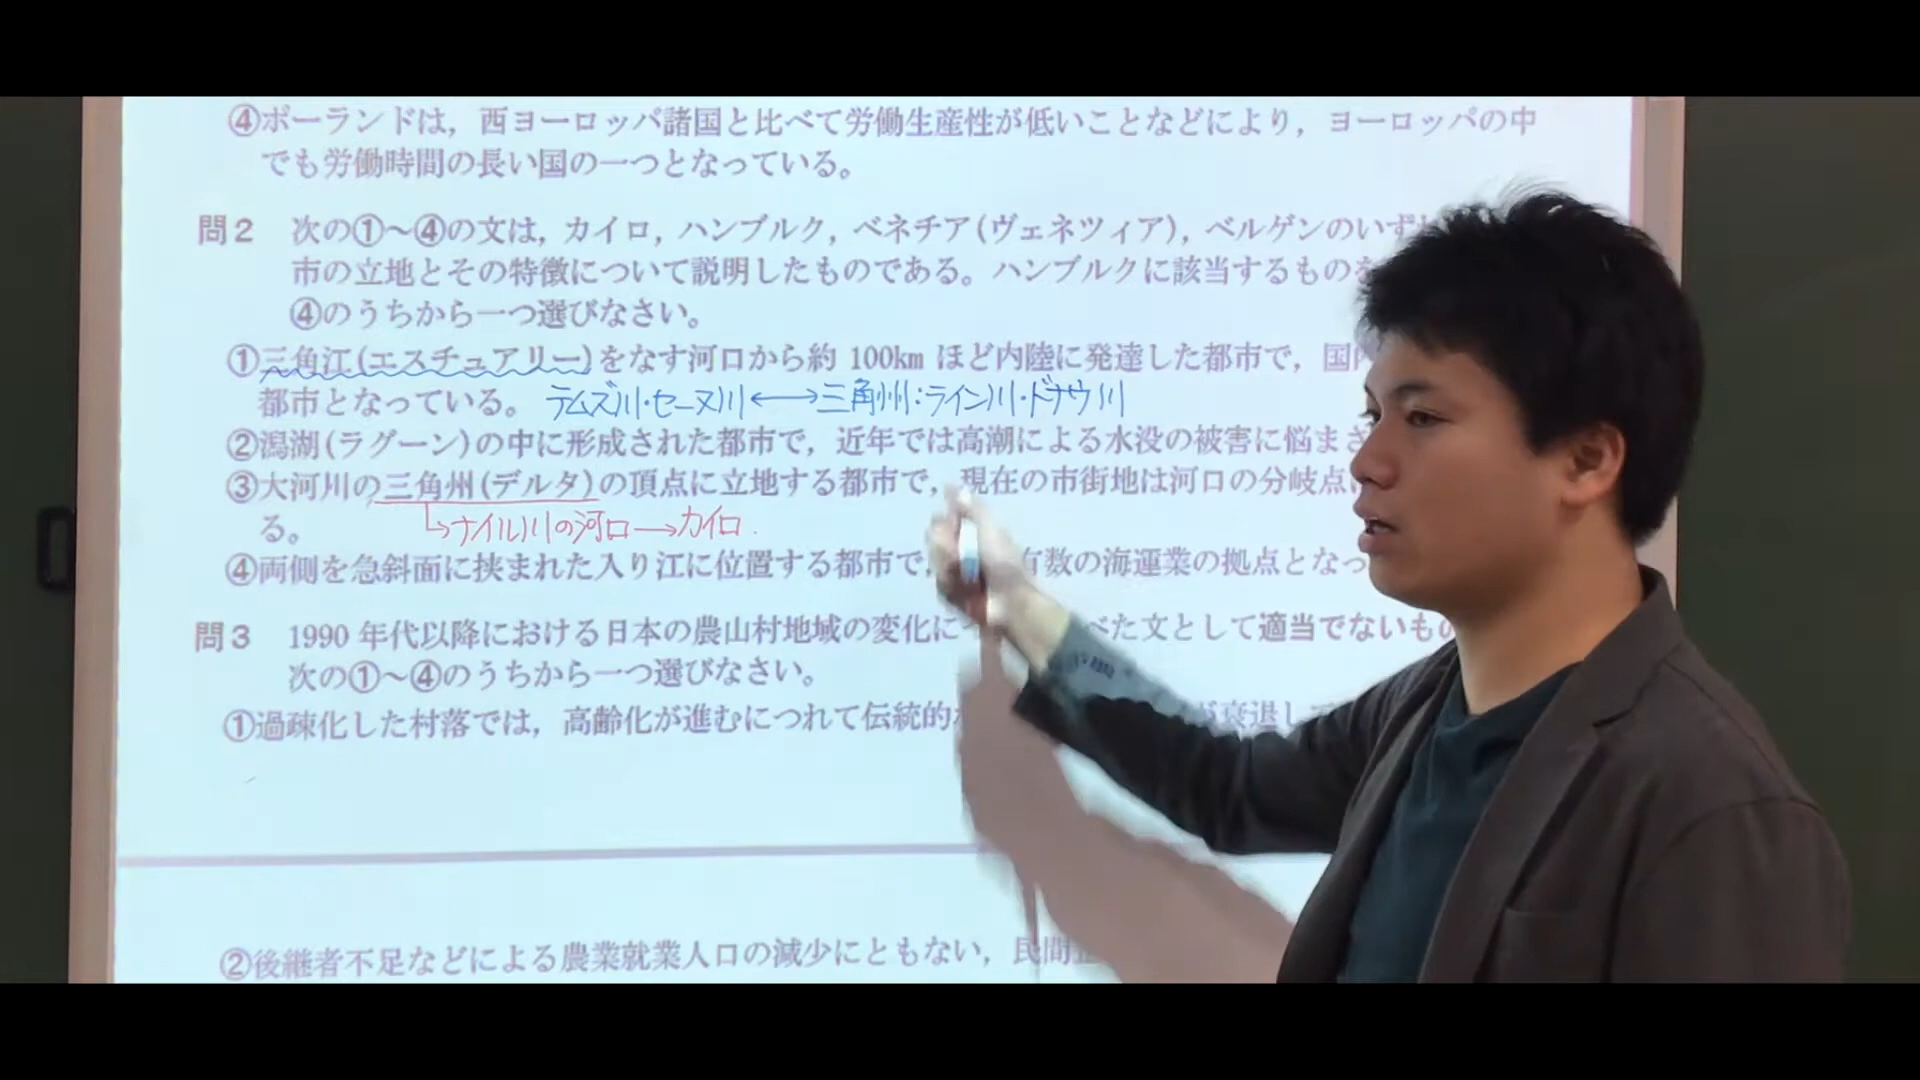 ④ポーランドは，西ヨーロッパ諸国と比べて労働生産性が低いことなどにより，ヨーロッパの中
でも労働時間の長い国の一つとなっている。
問2 次の①～④の文は，カイロ，ハンブルク，ベネチア(ヴェネツィア)，ベルゲンのいず
市の立地とその特徴について説明したものである。ハンブルクに該当するものを
④のうちから一つ選びなさい。
①三角江(エスチュアリー)をなす河口から約 100km ほど内陸に発達した都市で，国
都市となっている。 テムズ川・セーヌ川⟷三角州：ライン川・ドナウ川
②潟湖(ラグーン)の中に形成された都市で，近年では高潮による水没の被害に悩まさ
③大河川の三角州(デルタ)の頂点に立地する都市で，現在の市街地は河口の分岐点
る。 ↳ナイル川の河口→カイロ.
④両側を急斜面に挟まれた入り江に位置する都市で 有数の海運業の拠点となっ
問3 1990 年代以降における日本の農山村地域の変化に べた文として適当でないもの
次の①～④のうちから一つ選びなさい。
①過疎化した村落では，高齢化が進むにつれて伝統的 が衰退して
②後継者不足などによる農業就業人口の減少にともない，民間